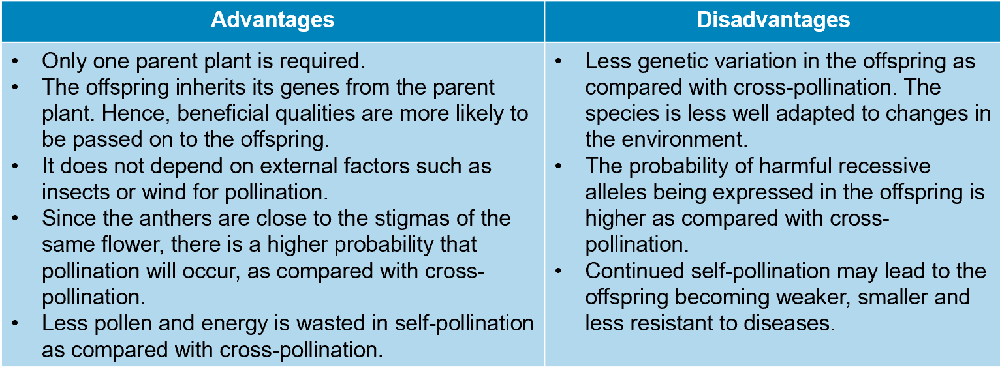 Advantages
Disadvantages
• Only one parent plant is required.
• The offspring inherits its genes from the parent
plant. Hence, beneficial qualities are more likely to
be passed on to the offspring.
• It does not depend on external factors such as
insects or wind for pollination.
• Since the anthers are close to the stigmas of the
same flower, there is a higher probability that
pollination will occur, as compared with cross-
pollination.
• Less pollen and energy is wasted in self-pollination
as compared with cross-pollination.
• Less genetic variation in the offspring as
compared with cross-pollination. The
species is less well adapted to changes in
the environment.
• The probability of harmful recessive
alleles being expressed in the offspring is
higher as compared with cross-
pollination.
• Continued self-pollination may lead to the
offspring becoming weaker, smaller and
less resistant to diseases.